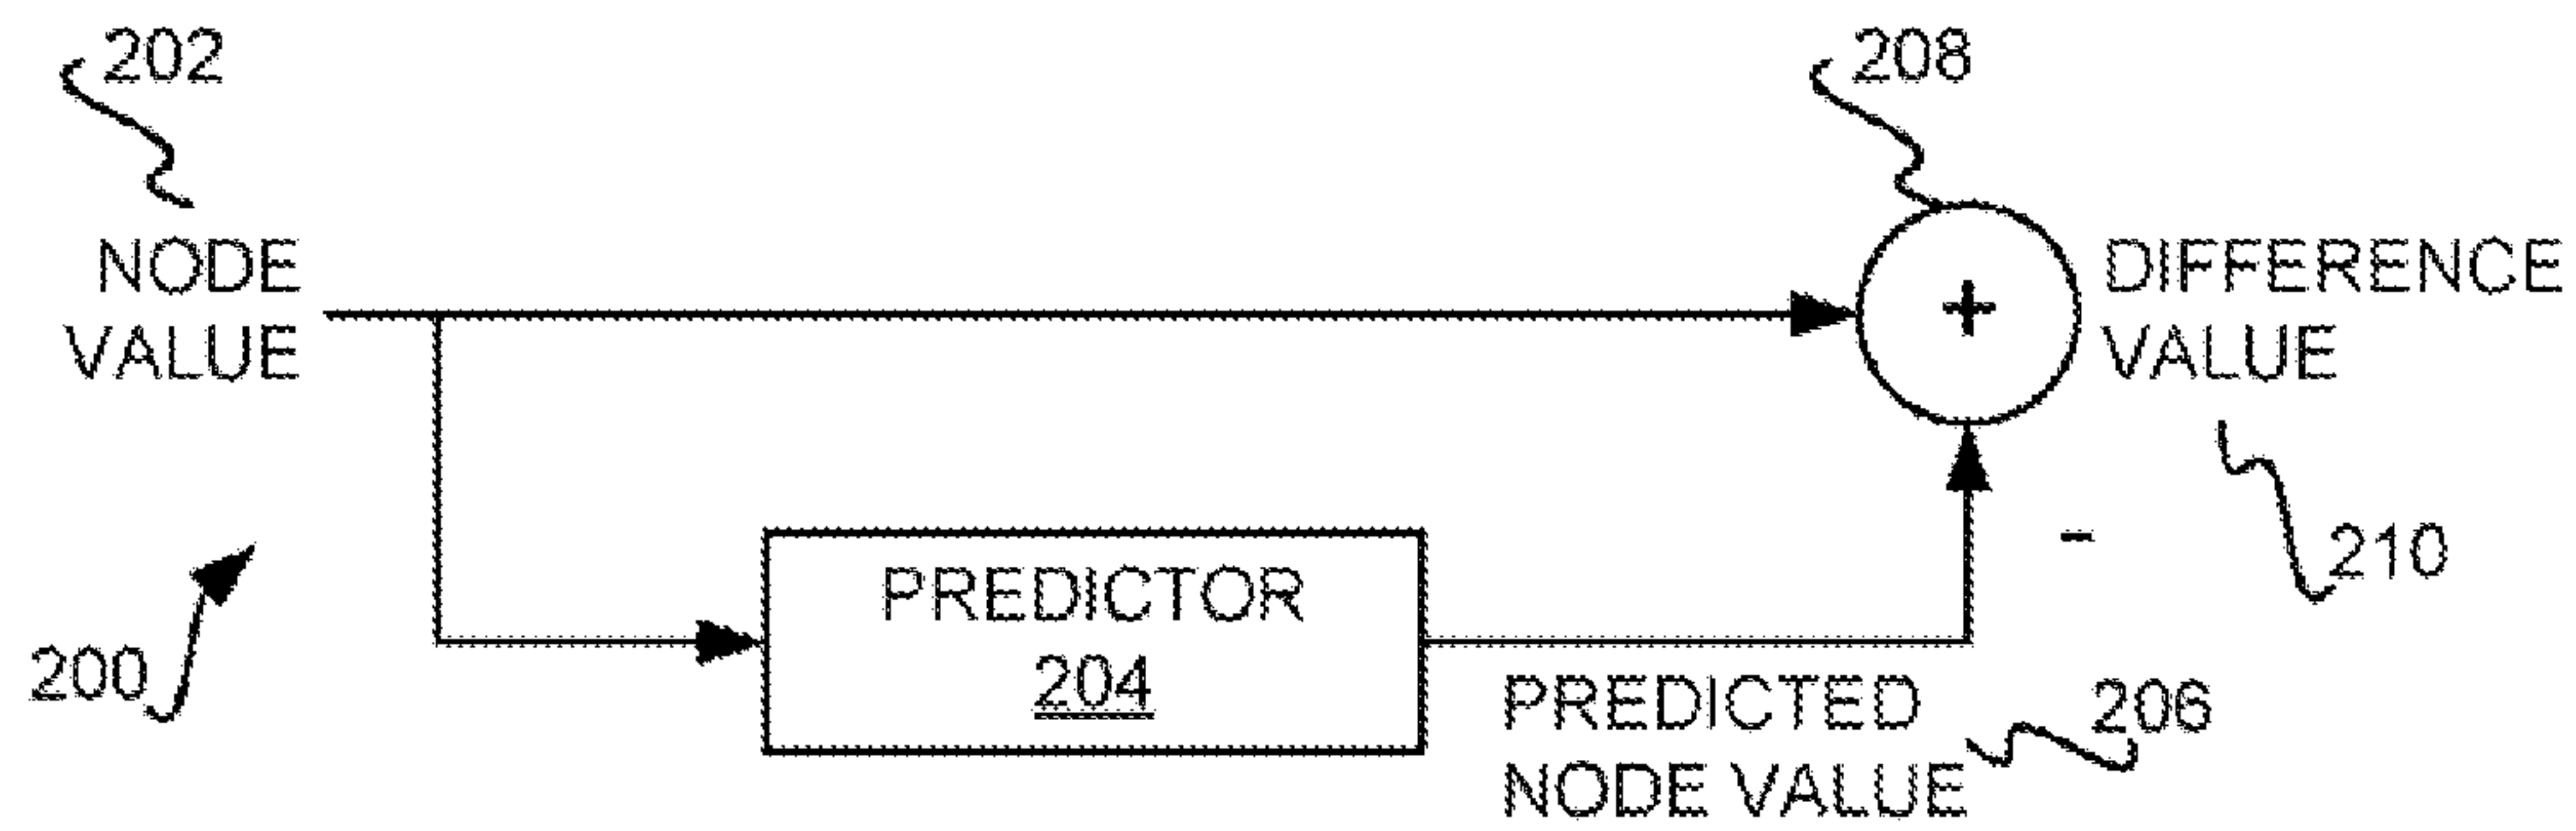 202
208
NODE
VALUE
+
DIFFERENCE
VALUE
-
210
200
PREDICTOR
204
PREDICTED
NODE VALUE
206